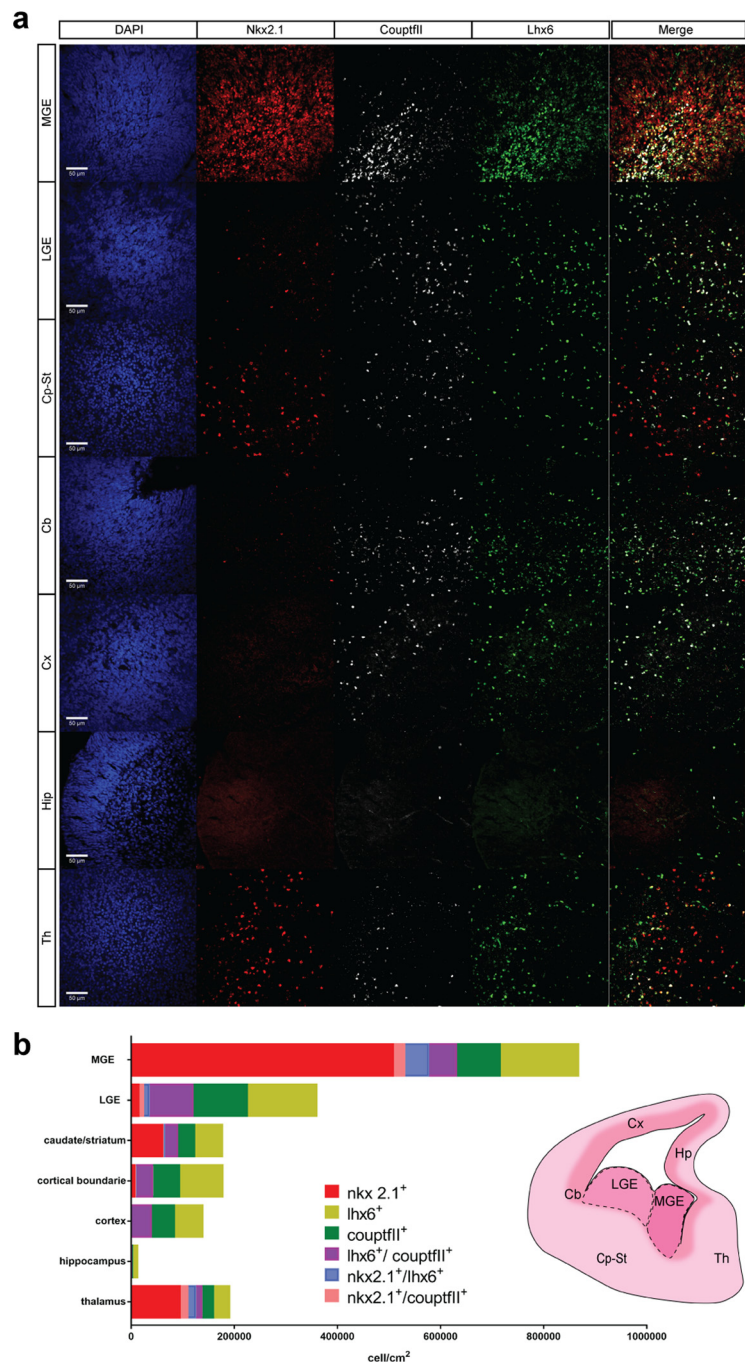 a
DAPI Nkx2.1 CouptfII Lhx6 Merge
MGE
50 µm
LGE
50 µm
Cp-St
50 µm
Cb
50 µm
Cx
50 µm
Hip
50 µm
Th
50 µm
b
MGE
LGE
caudate/striatum
cortical boundarie
cortex
hippocampus
thalamus
nkx 2.1⁺
lhx6⁺
couptfII⁺
lhx6⁺/ couptfII⁺
nkx2.1⁺/lhx6⁺
nkx2.1⁺/couptfII⁺
Cx
Hp
LGE
MGE
Cb
Cp-St
Th
0 200000 400000 600000 800000 1000000
cell/cm²